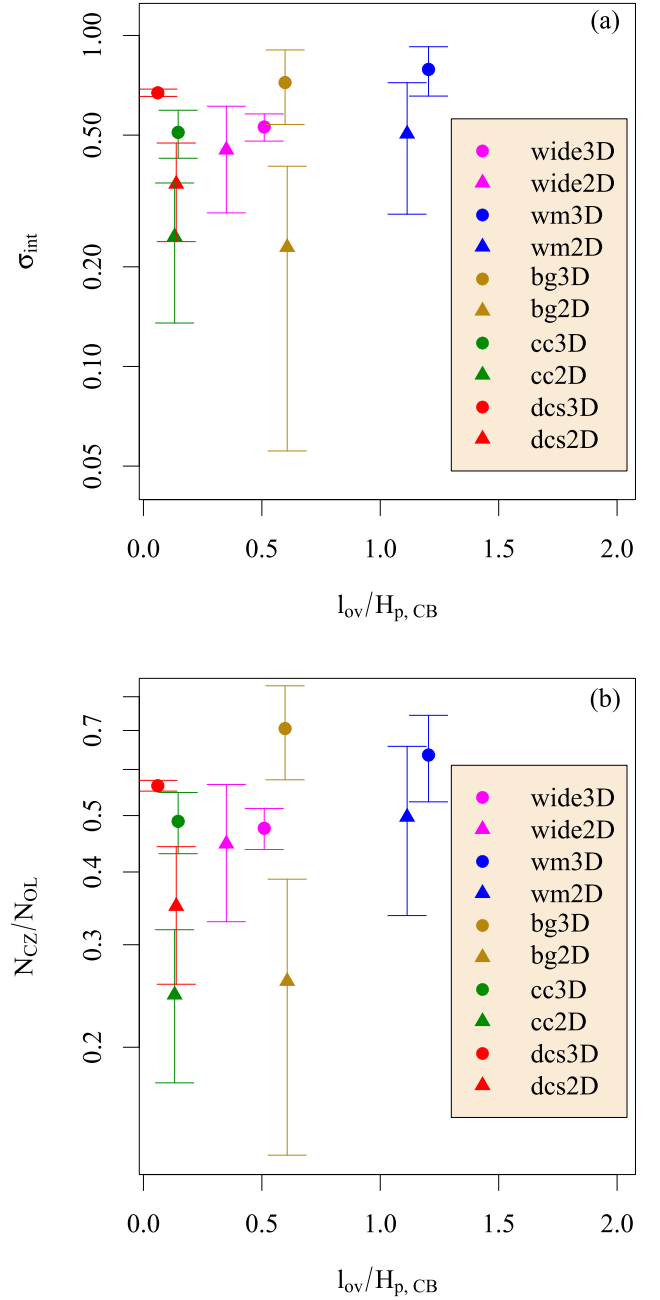 (a)
1.00
0.50
0.20
0.10
0.05
σint
wide3D
wide2D
wm3D
wm2D
bg3D
bg2D
cc3D
cc2D
dcs3D
dcs2D
0.0 0.5 1.0 1.5 2.0
lov/Hp, CB
(b)
0.7
0.5
0.4
0.3
0.2
NCZ/NOL
wide3D
wide2D
wm3D
wm2D
bg3D
bg2D
cc3D
cc2D
dcs3D
dcs2D
0.0 0.5 1.0 1.5 2.0
lov/Hp, CB